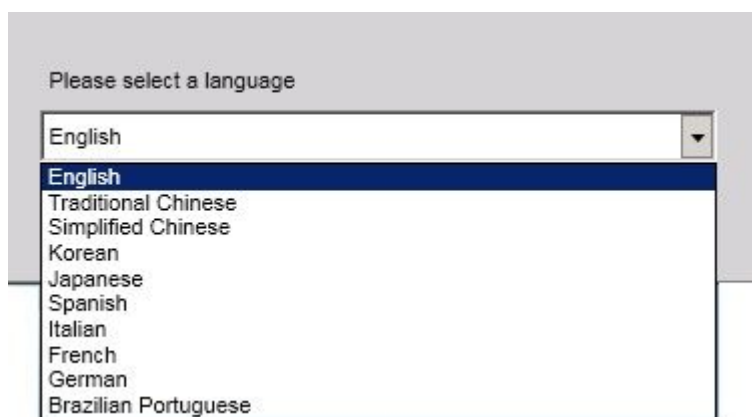 Please select a language
English
English
Traditional Chinese
Simplified Chinese
Korean
Japanese
Spanish
Italian
French
German
Brazilian Portuguese